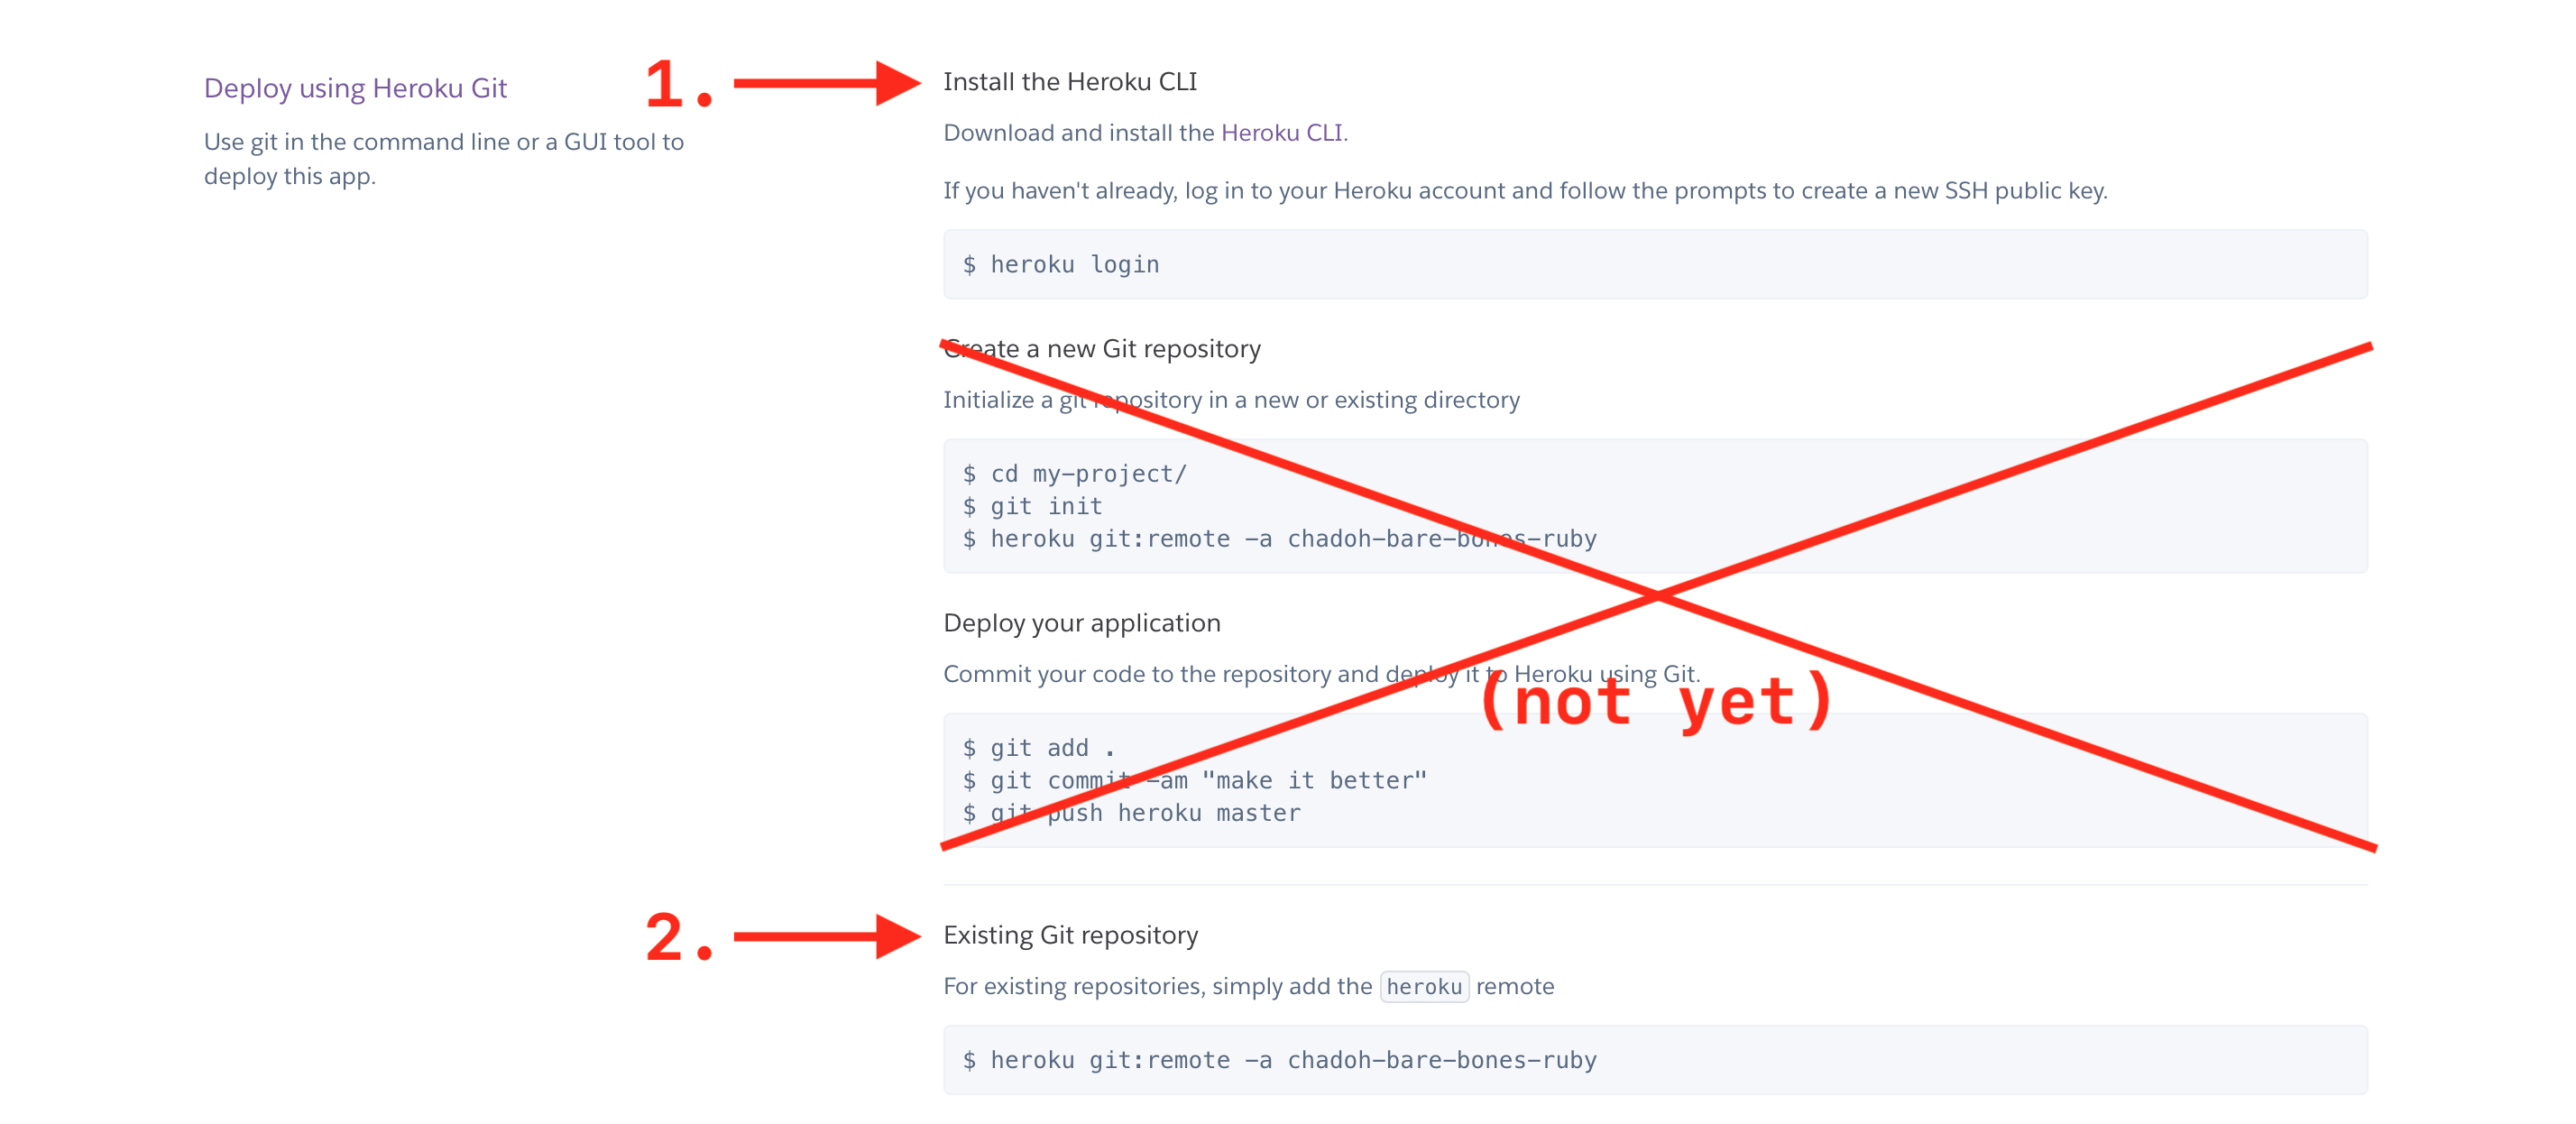 Deploy using Heroku Git
Use git in the command line or a GUI tool to
deploy this app.
1.
Install the Heroku CLI
Download and install the Heroku CLI.
If you haven't already, log in to your Heroku account and follow the prompts to create a new SSH public key.
$ heroku login
Create a new Git repository
Initialize a git repository in a new or existing directory
$ cd my-project/
$ git init
$ heroku git:remote -a chadoh-bare-bones-ruby
Deploy your application
Commit your code to the repository and deploy it to Heroku using Git.
(not yet)
$ git add .
$ git commit -am "make it better"
$ git push heroku master
2.
Existing Git repository
For existing repositories, simply add the heroku remote
$ heroku git:remote -a chadoh-bare-bones-ruby